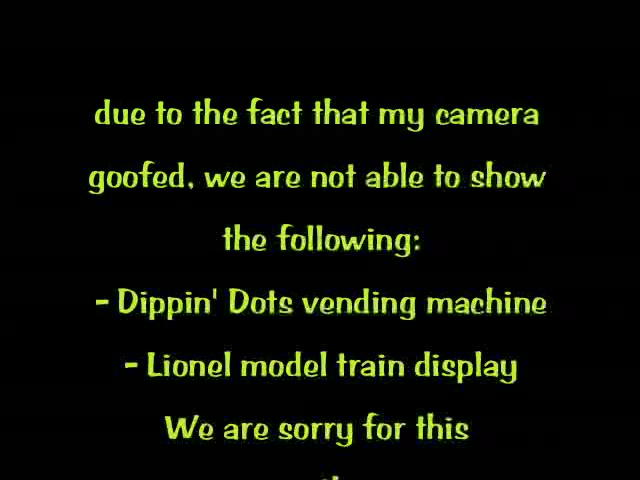 due to the fact that my camera
goofed, we are not able to show
the following:
- Dippin' Dots vending machine
- Lionel model train display
We are sorry for this